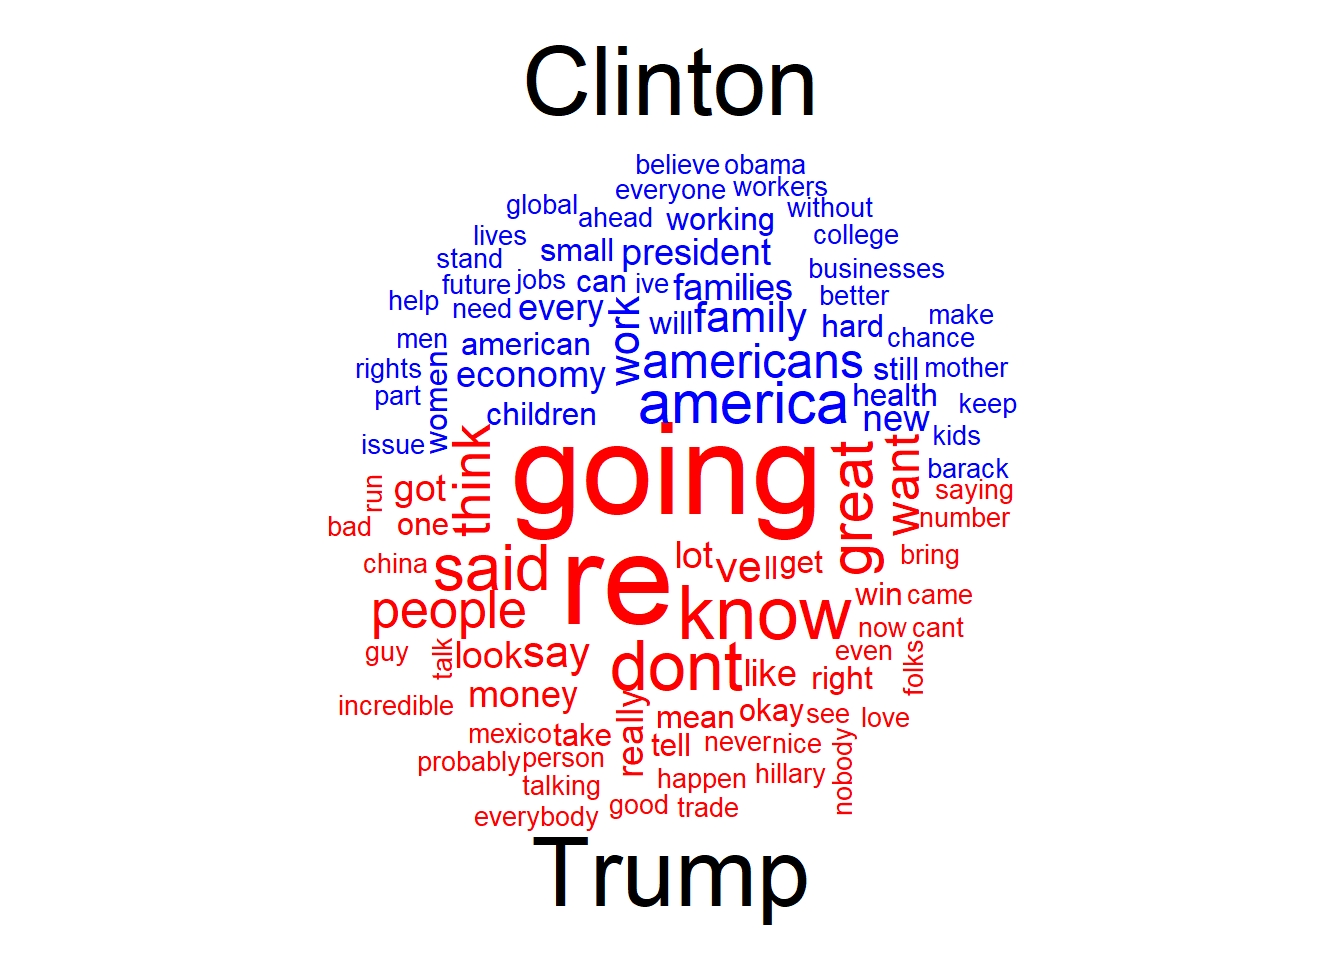 Clinton
believe obama
everyone workers
global ahead working without
lives small president college
stand businesses
future jobs can ive families better
help need every work will family hard make
men american chance
rights women economy americans still mother
part america health keep
children new
issue kids
think going great want barack
run got saying
bad one number
china said re lot ve ll get bring
people know win came
now cant
guy talk look say dont like right even folks
incredible money
really mean okay see love
mexico take tell never nice
probably person
talking happen hillary nobody
everybody good trade
Trump